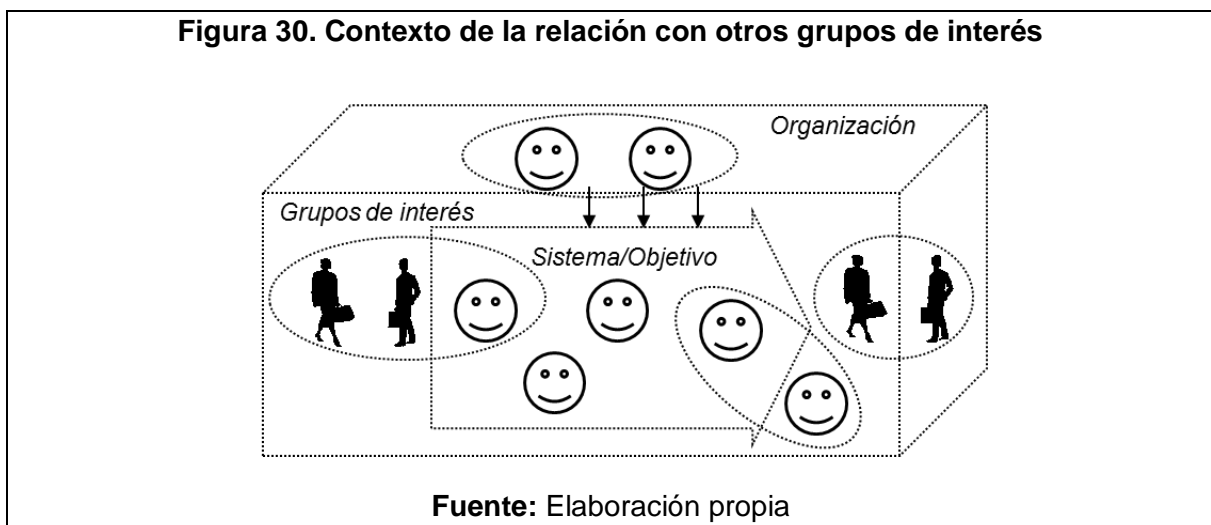 Figura 30. Contexto de la relación con otros grupos de interés
Organización
Grupos de interés
Sistema/Objetivo
Fuente: Elaboración propia